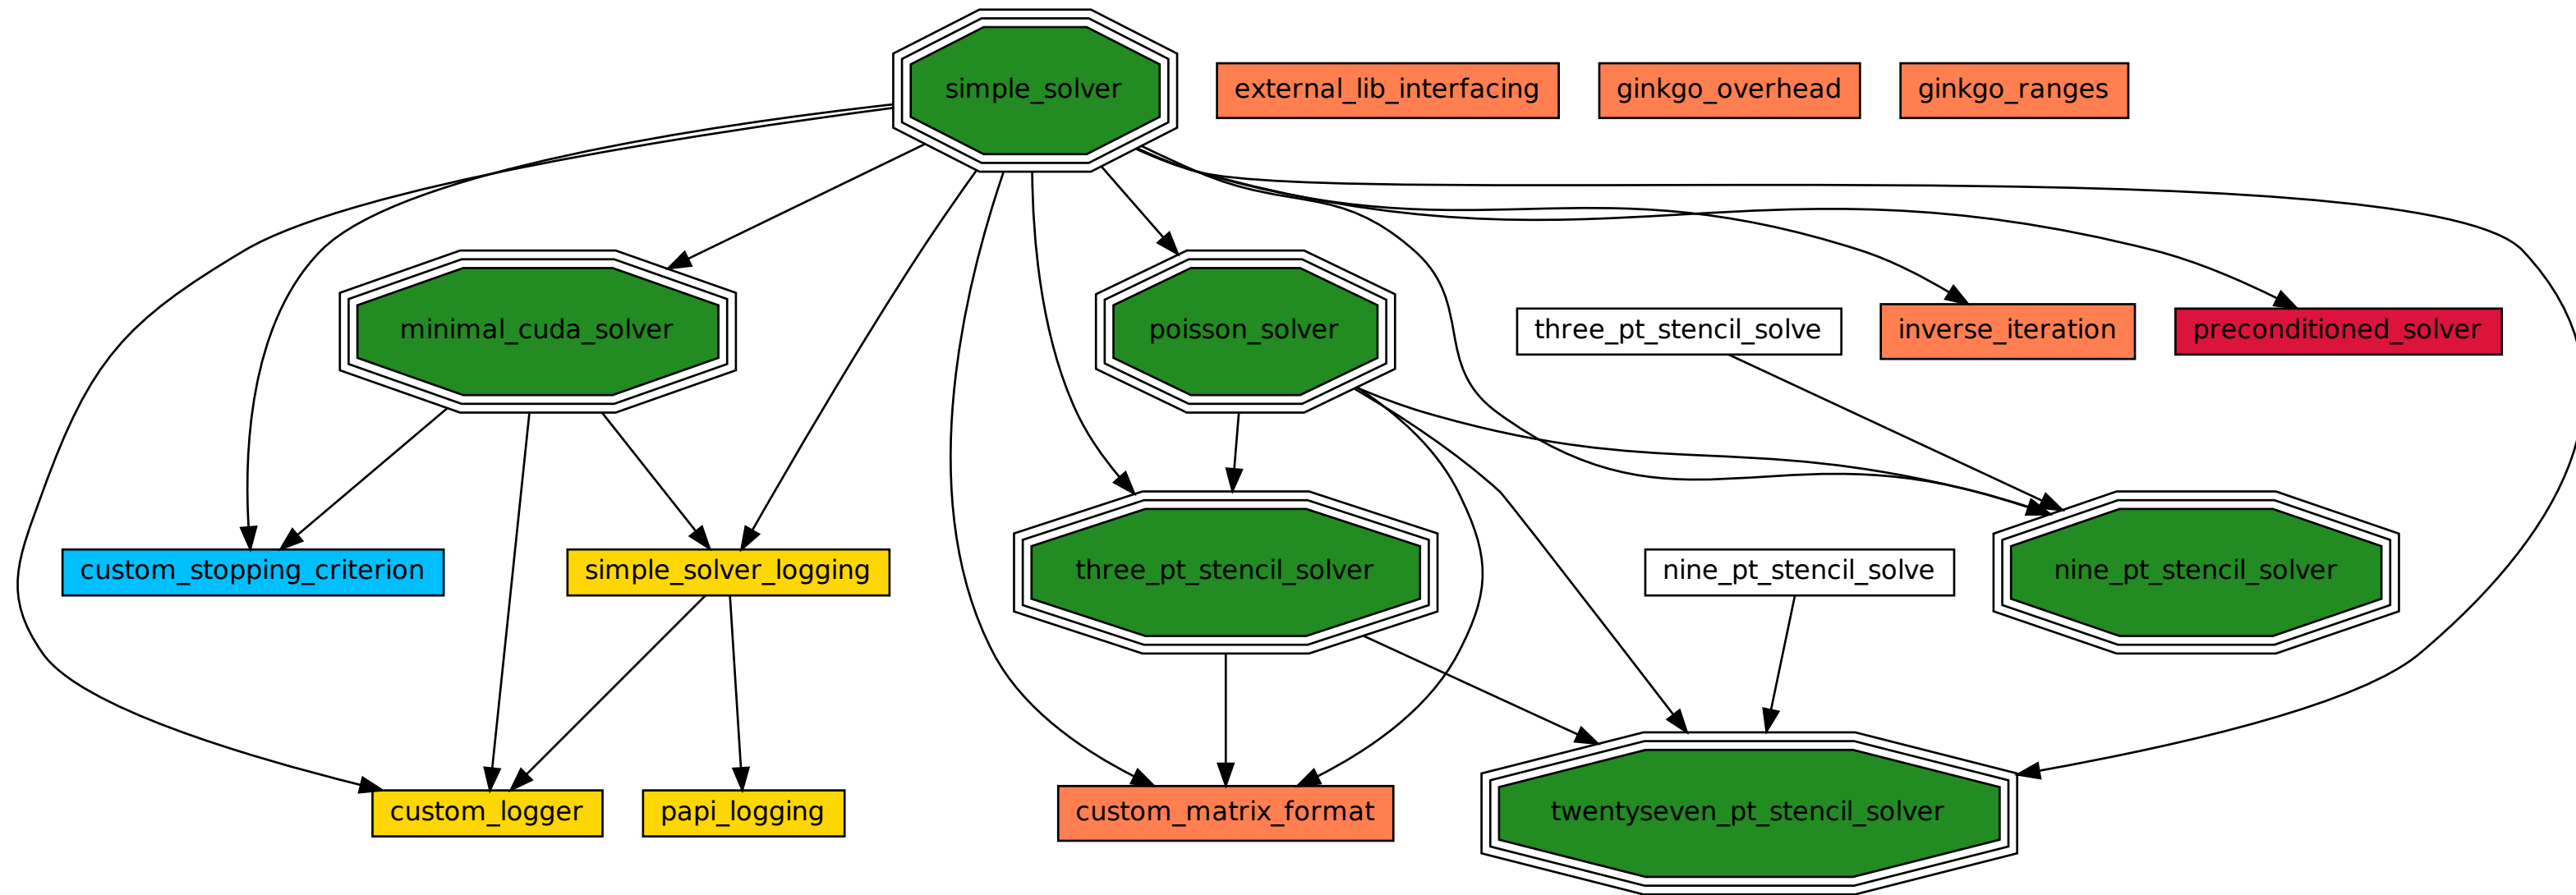 simple_solver
external_lib_interfacing
ginkgo_overhead
ginkgo_ranges
minimal_cuda_solver
poisson_solver
three_pt_stencil_solve
inverse_iteration
preconditioned_solver
custom_stopping_criterion
simple_solver_logging
three_pt_stencil_solver
nine_pt_stencil_solve
nine_pt_stencil_solver
custom_logger
papi_logging
custom_matrix_format
twentyseven_pt_stencil_solver